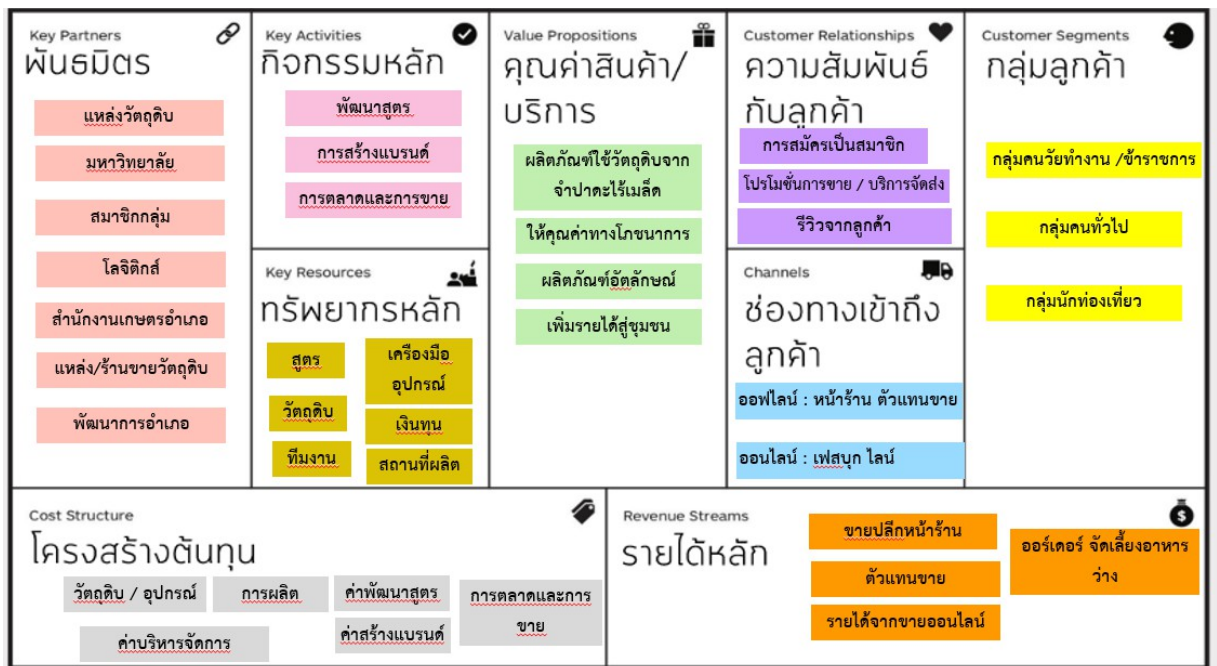 Key Partners
พันธมิตร
แหล่งวัตถุดิบ
มหาวิทยาลัย
สมาชิกกลุ่ม
โลจิติกส์
สำนักงานเกษตรอำเภอ
แหล่ง/ร้านขายวัตถุดิบ
พัฒนาการอำเภอ
Key Activities
กิจกรรมหลัก
พัฒนาสูตร
การสร้างแบรนด์
การตลาดและการขาย
Key Resources
ทรัพยากรหลัก
สูตร
วัตถุดิบ
ทีมงาน
เครื่องมือ
อุปกรณ์
เงินทุน
สถานที่ผลิต
Value Propositions
คุณค่าสินค้า/
บริการ
ผลิตภัณฑ์ใช้วัตถุดิบจาก
จำปาดะไร้เมล็ด
ให้คุณค่าทางโภชนาการ
ผลิตภัณฑ์อัตลักษณ์
เพิ่มรายได้สู่ชุมชน
Customer Relationships
ความสัมพันธ์
กับลูกค้า
การสมัครเป็นสมาชิก
โปรโมชั่นการขาย / บริการจัดส่ง
รีวิวจากลูกค้า
Channels
ช่องทางเข้าถึง
ลูกค้า
ออฟไลน์ : หน้าร้าน ตัวแทนขาย
ออนไลน์ : เฟสบุก ไลน์
Customer Segments
กลุ่มลูกค้า
กลุ่มคนวัยทำงาน /ข้าราชการ
กลุ่มคนทั่วไป
กลุ่มนักท่องเที่ยว
Cost Structure
โครงสร้างต้นทุน
วัตถุดิบ / อุปกรณ์
การผลิต
ค่าพัฒนาสูตร
การตลาดและการ
ขาย
ค่าบริหารจัดการ
ค่าสร้างแบรนด์
Revenue Streams
รายได้หลัก
ขายปลีกหน้าร้าน
ตัวแทนขาย
รายได้จากขายออนไลน์
ออร์เดอร์ จัดเลี้ยงอาหาร
ว่าง
$